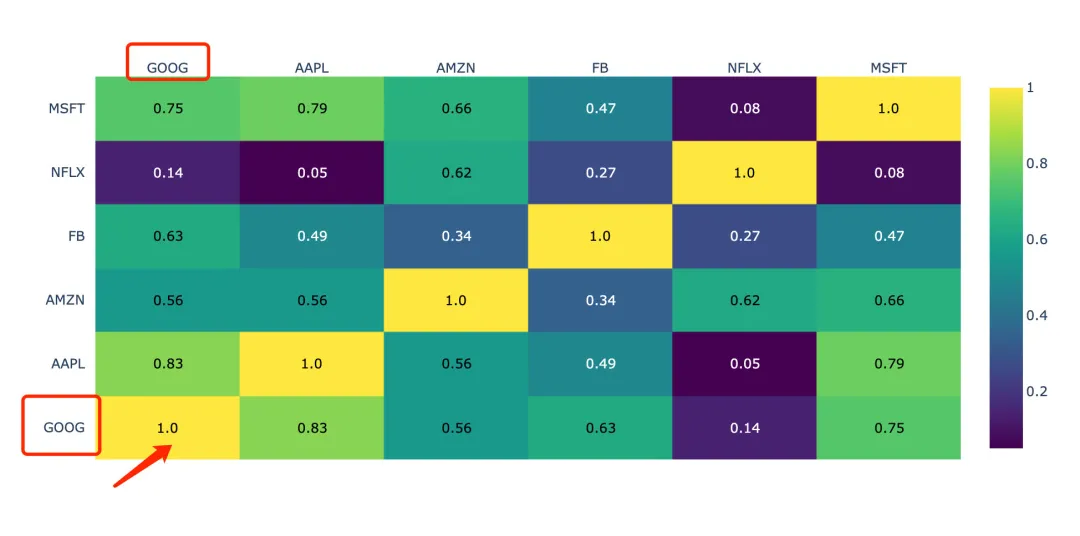 GOOG AAPL AMZN FB NFLX MSFT
MSFT 0.75 0.79 0.66 0.47 0.08 1.0
NFLX 0.14 0.05 0.62 0.27 1.0 0.08
FB 0.63 0.49 0.34 1.0 0.27 0.47
AMZN 0.56 0.56 1.0 0.34 0.62 0.66
AAPL 0.83 1.0 0.56 0.49 0.05 0.79
GOOG 1.0 0.83 0.56 0.63 0.14 0.75
1
0.8
0.6
0.4
0.2